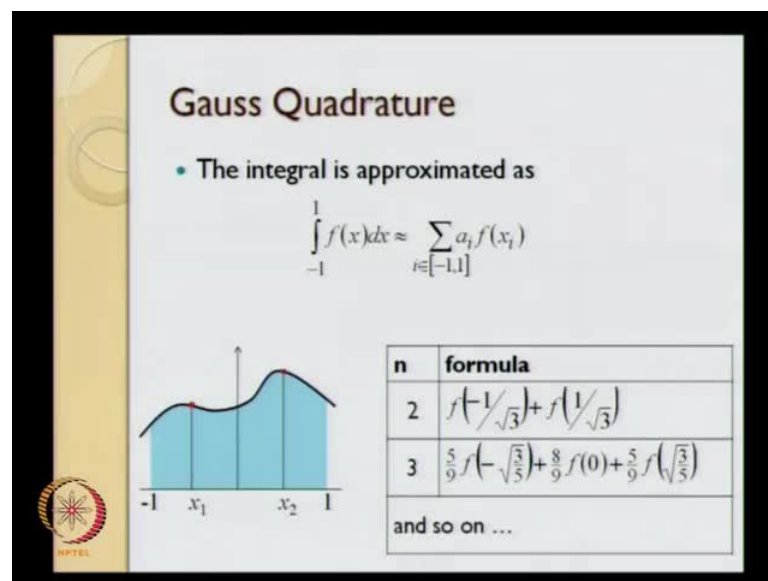 Gauss Quadrature
• The integral is approximated as
∫_{-1}^{1} f(x)dx ≈ ∑_{i∈[-1,1]} a_i f(x_i)
n formula
2 f(-1/√3)+f(1/√3)
3 5/9 f(-√(3/5))+8/9 f(0)+5/9 f(√(3/5))
and so on ...
-1 x₁ x₂ 1
NPTEL